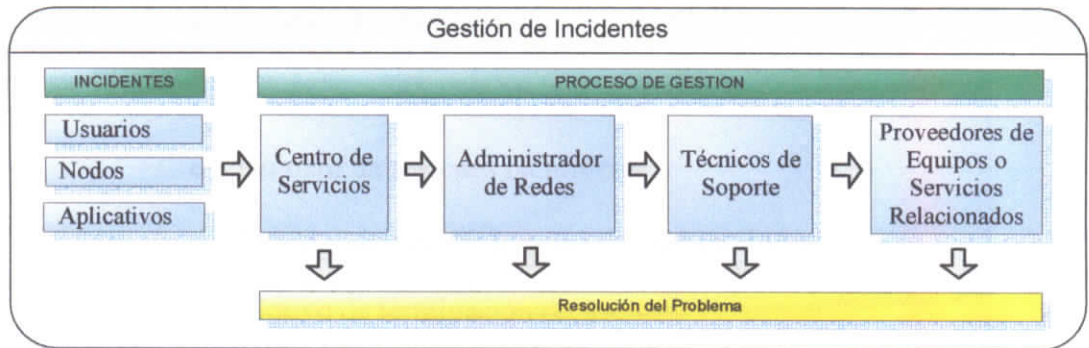 Gestión de Incidentes
INCIDENTES
PROCESO DE GESTION
Usuarios
Nodos
Aplicativos
Centro de
Servicios
Administrador
de Redes
Técnicos de
Soporte
Proveedores de
Equipos o
Servicios
Relacionados
Resolución del Problema